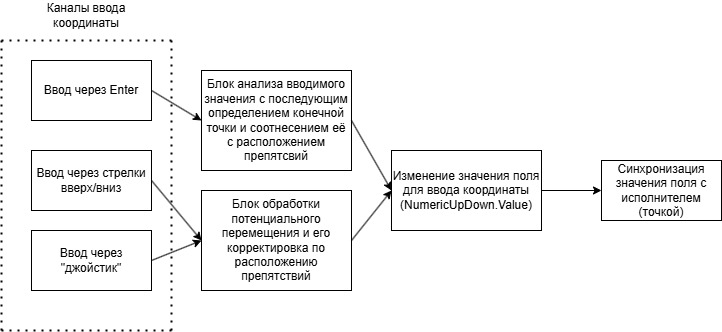 Каналы ввода
координаты
Ввод через Enter
Ввод через стрелки
вверх/вниз
Ввод через
"джойстик"
Блок анализа вводимого
значения с последующим
определением конечной
точки и соотнесением её
с расположением
препятсвий
Блок обработки
потенциального
перемещения и его
корректировка по
расположению
препятствий
Изменение значения поля
для ввода координаты
(NumericUpDown.Value)
Синхронизация
значения поля с
исполнителем
(точкой)